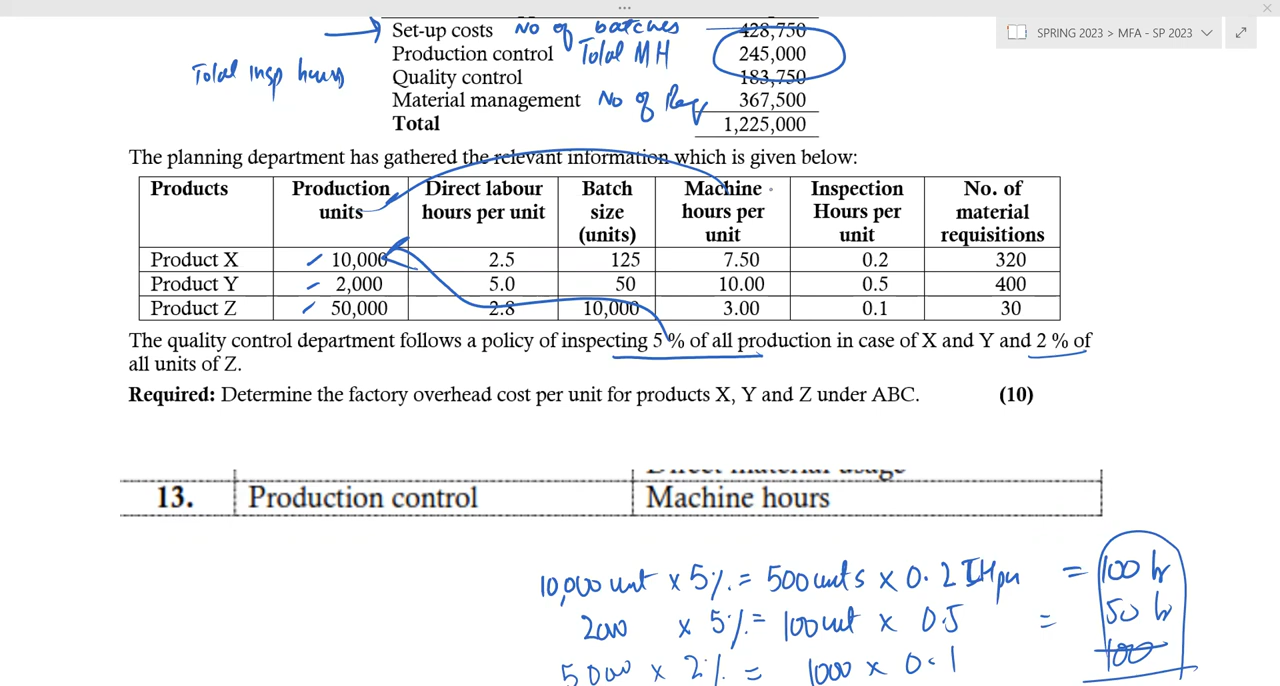 SPRING 2023 > MFA - SP 2023
Set-up costs No of batches 428,750
Production control Total MH 245,000
Total insp hours Quality control 183,750
Material management No of Req 367,500
Total 1,225,000
The planning department has gathered the relevant information which is given below:
Products Production units Direct labour hours per unit Batch size (units) Machine hours per unit Inspection Hours per unit No. of material requisitions
Product X 10,000 2.5 125 7.50 0.2 320
Product Y 2,000 5.0 50 10.00 0.5 400
Product Z 50,000 2.8 10,000 3.00 0.1 30
The quality control department follows a policy of inspecting 5 % of all production in case of X and Y and 2 % of
all units of Z.
Required: Determine the factory overhead cost per unit for products X, Y and Z under ABC. (10)
Direct material usage
13. Production control Machine hours
10,000 unit x 5% = 500 units x 0.2 IH pu = 100 hr
2000 x 5% = 100 unit x 0.5 = 50 hr
5000 x 2% = 1000 x 0.1 100